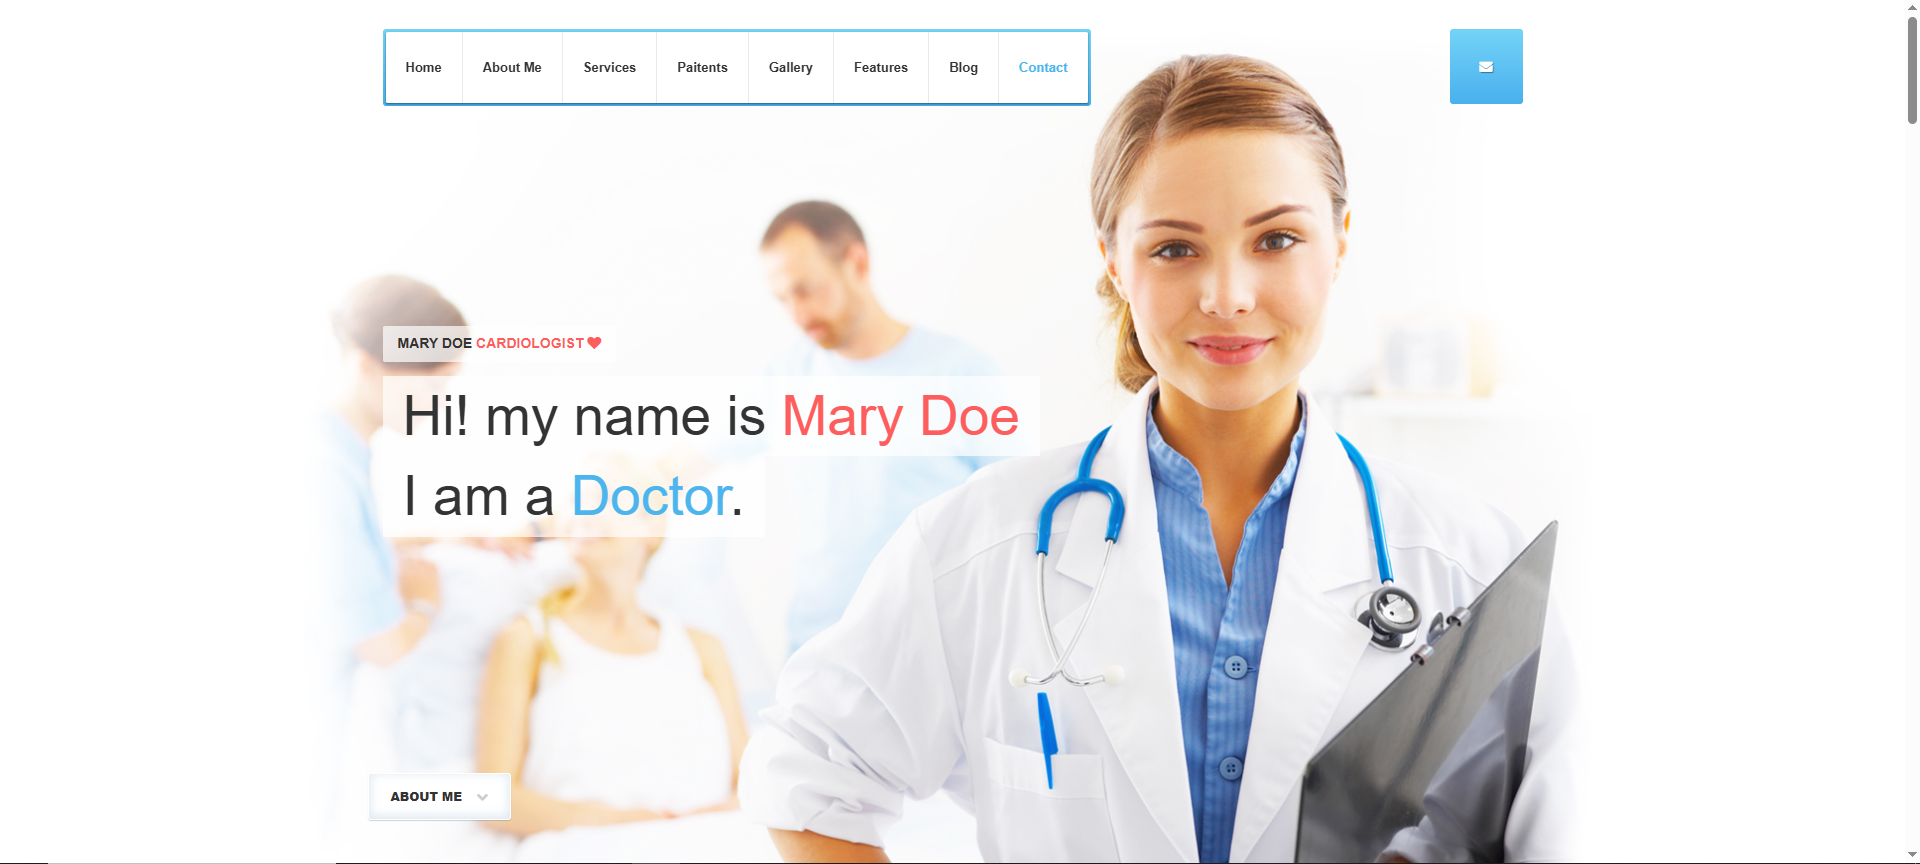 Home About Me Services Paitents Gallery Features Blog Contact
MARY DOE CARDIOLOGIST
Hi! my name is Mary Doe
I am a Doctor.
ABOUT ME